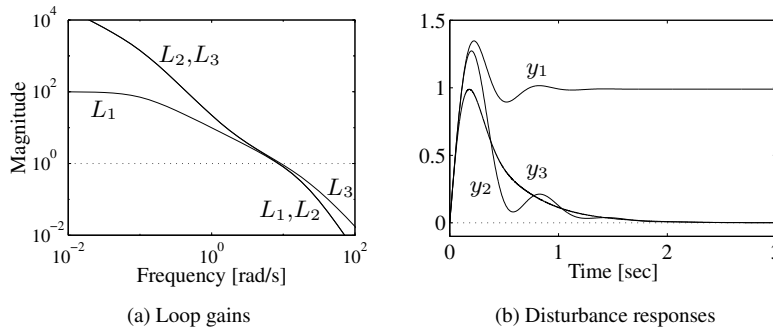 10^4
10^2
10^0
10^{-2}
Magnitude
L_2, L_3
L_1
L_3
L_1, L_2
10^{-2}
10^0
10^2
Frequency [rad/s]
(a) Loop gains
1.5
1
0.5
0
y_1
y_2
y_3
0
1
2
3
Time [sec]
(b) Disturbance responses